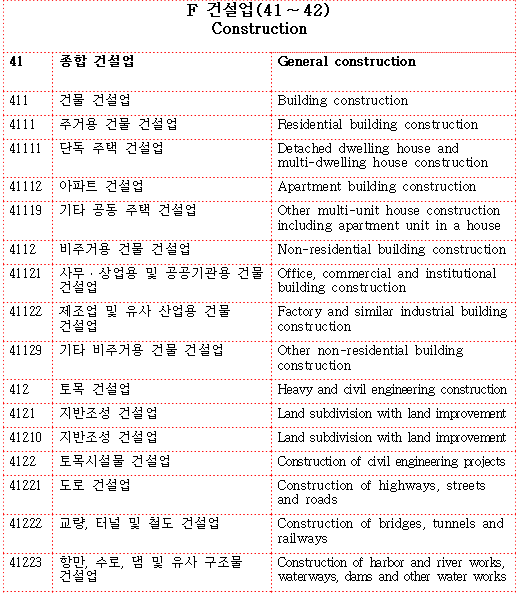 F 건설업(41～42)
Construction
41 종합 건설업 General construction
411 건물 건설업 Building construction
4111 주거용 건물 건설업 Residential building construction
41111 단독 주택 건설업 Detached dwelling house and
multi-dwelling house construction
41112 아파트 건설업 Apartment building construction
41119 기타 공동 주택 건설업 Other multi-unit house construction
including apartment unit in a house
4112 비주거용 건물 건설업 Non-residential building construction
41121 사무·상업용 및 공공기관용 건물 Office, commercial and institutional
건설업 building construction
41122 제조업 및 유사 산업용 건물 Factory and similar industrial building
건설업 construction
41129 기타 비주거용 건물 건설업 Other non-residential building
construction
412 토목 건설업 Heavy and civil engineering construction
4121 지반조성 건설업 Land subdivision with land improvement
41210 지반조성 건설업 Land subdivision with land improvement
4122 토목시설물 건설업 Construction of civil engineering projects
41221 도로 건설업 Construction of highways, streets
and roads
41222 교량, 터널 및 철도 건설업 Construction of bridges, tunnels and
railways
41223 항만, 수로, 댐 및 유사 구조물 Construction of harbor and river works,
건설업 waterways, dams and other water works